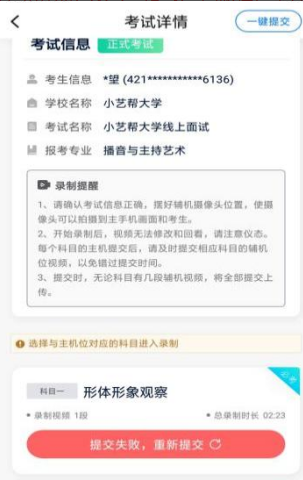 考试详情
一键提交
考试信息 正式考试
考生信息 *望 (421***********6136)
学校名称 小艺帮大学
考试名称 小艺帮大学线上面试
报考专业 播音与主持艺术
录制提醒
1、请确认考试信息正确，摆好辅机摄像头位置，使摄
像头可以拍摄到主手机画面和考生。
2、开始录制后，视频无法修改和回看，请注意仪态。
每个科目的主机提交后，请及时提交相应科目的辅机
位视频，以免错过提交时间。
3、提交时，无论科目有几段辅机视频，将全部提交上
传。
选择与主机位对应的科目进入录制
必考
科目一 形体形象观察
录制视频 1段
总录制时长 02:23
提交失败，重新提交